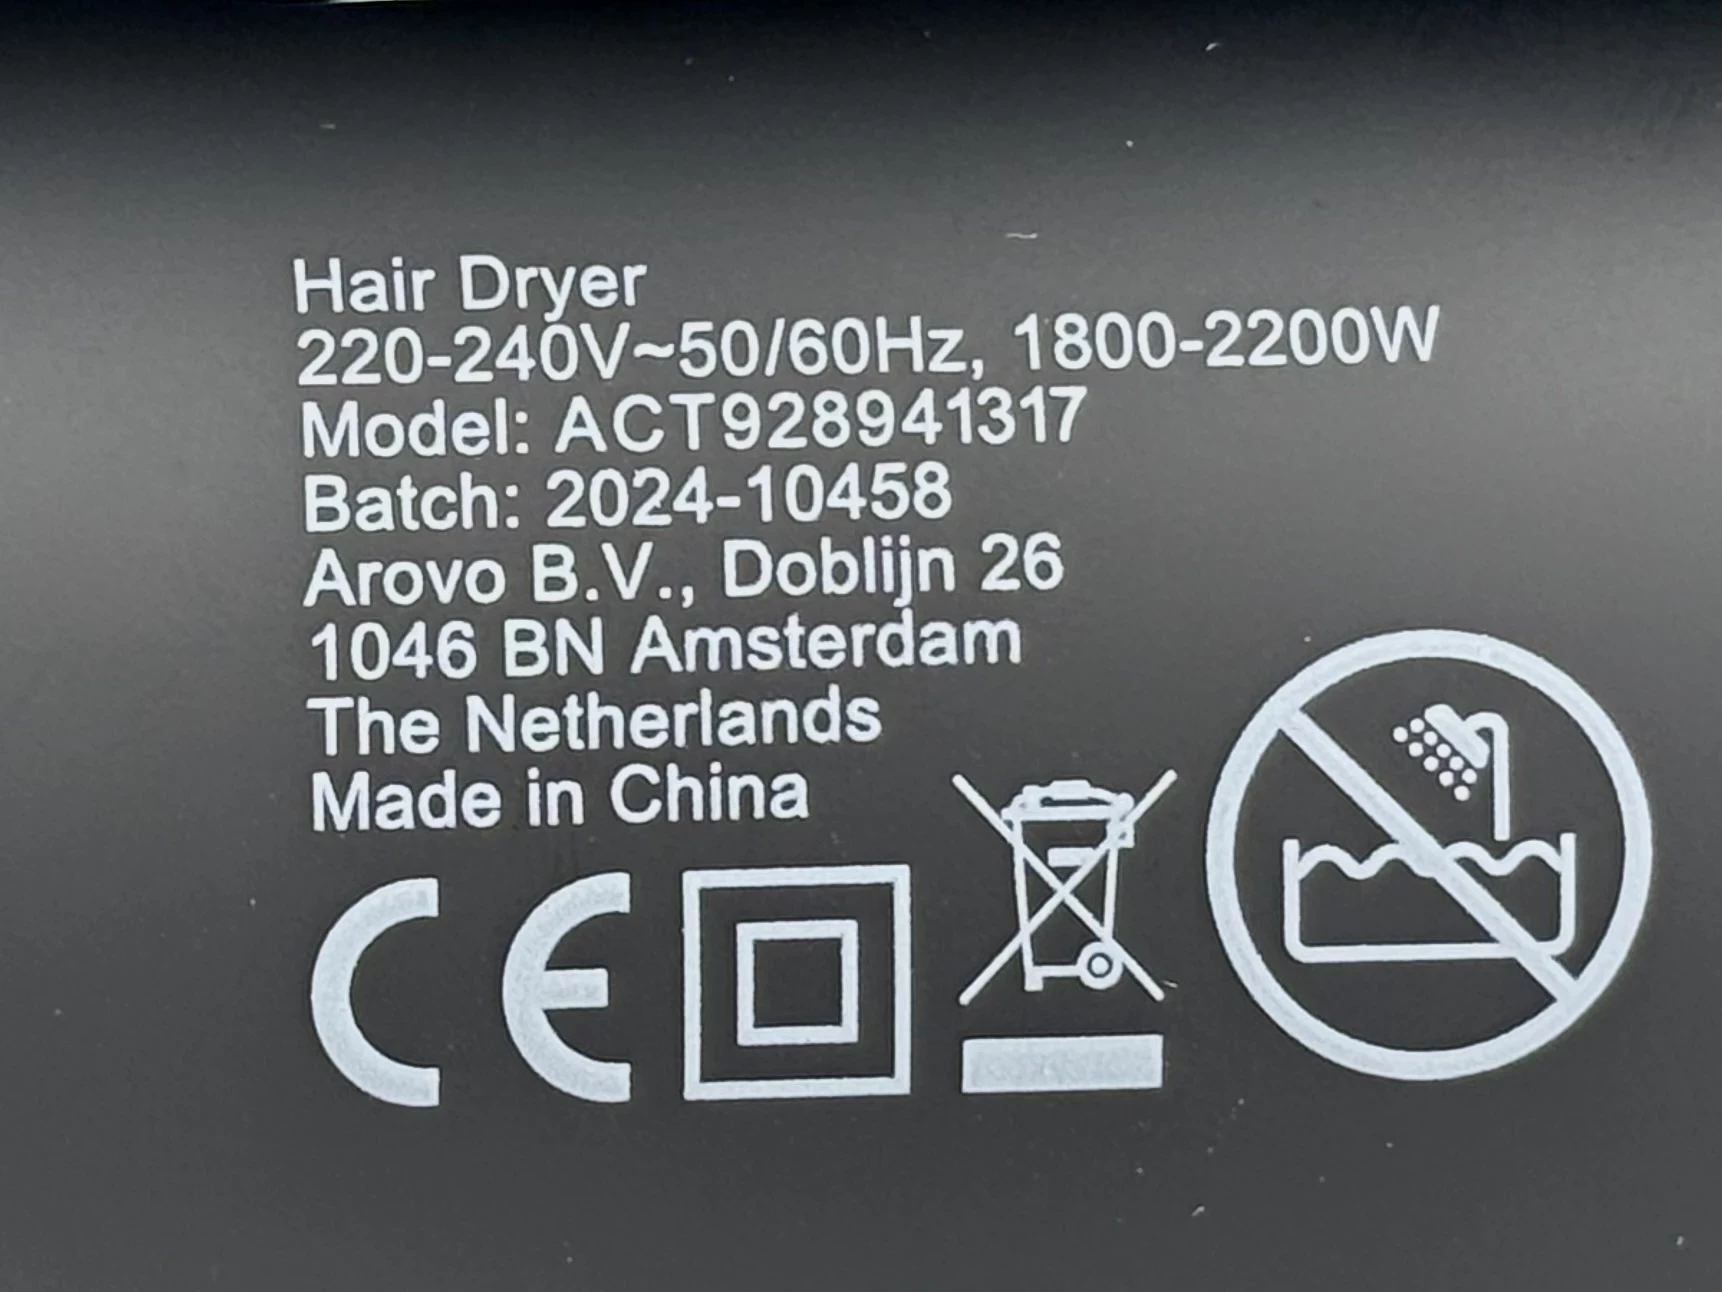 Hair Dryer
220-240V~50/60Hz, 1800-2200W
Model: ACT928941317
Batch: 2024-10458
Arovo B.V., Doblijn 26
1046 BN Amsterdam
The Netherlands
Made in China
CE